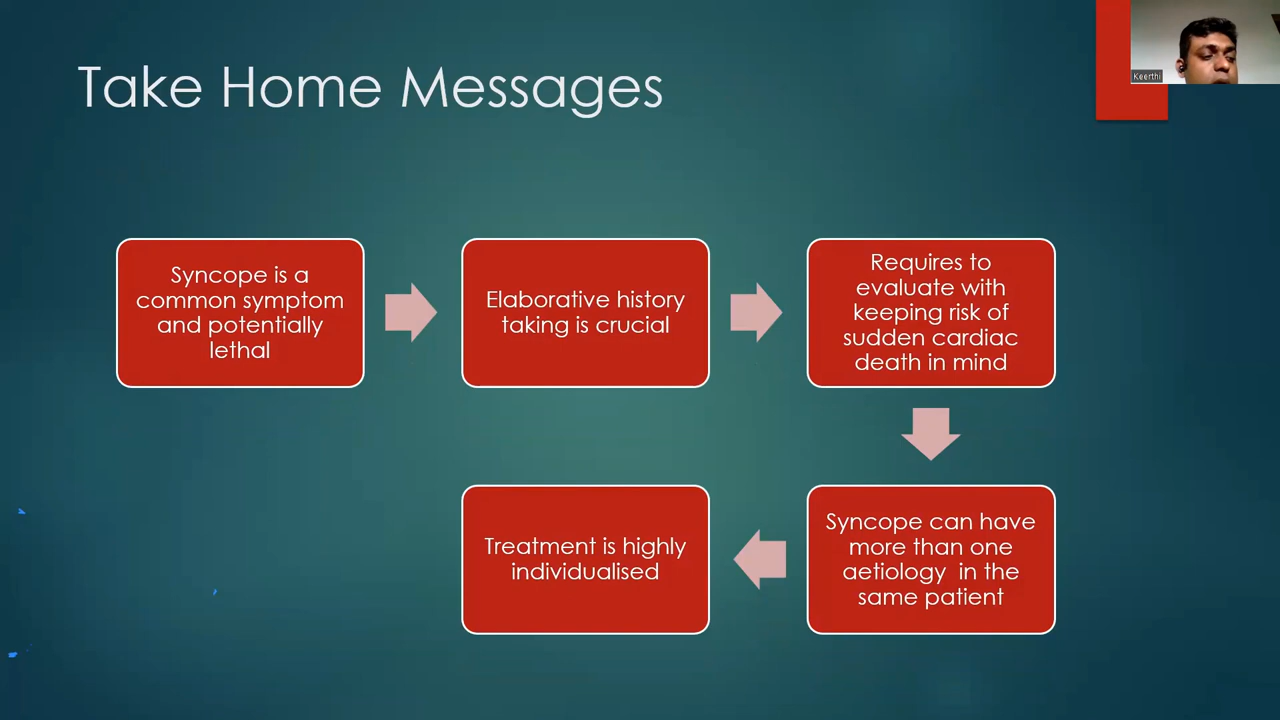 Take Home Messages
Keerthi
Syncope is a
common symptom
and potentially
lethal
Elaborative history
taking is crucial
Requires to
evaluate with
keeping risk of
sudden cardiac
death in mind
Syncope can have
more than one
aetiology in the
same patient
Treatment is highly
individualised